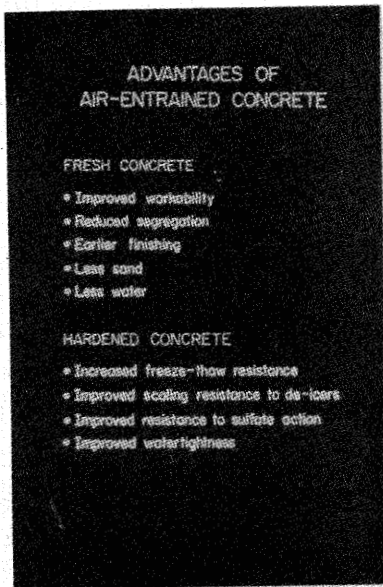 ADVANTAGES OF
AIR-ENTRAINED CONCRETE
FRESH CONCRETE
• Improved workability
• Reduced segregation
• Earlier finishing
• Less sand
• Less water
HARDENED CONCRETE
• Increased freeze-thaw resistance
• Improved scaling resistance to de-icers
• Improved resistance to sulfate action
• Improved watertightness